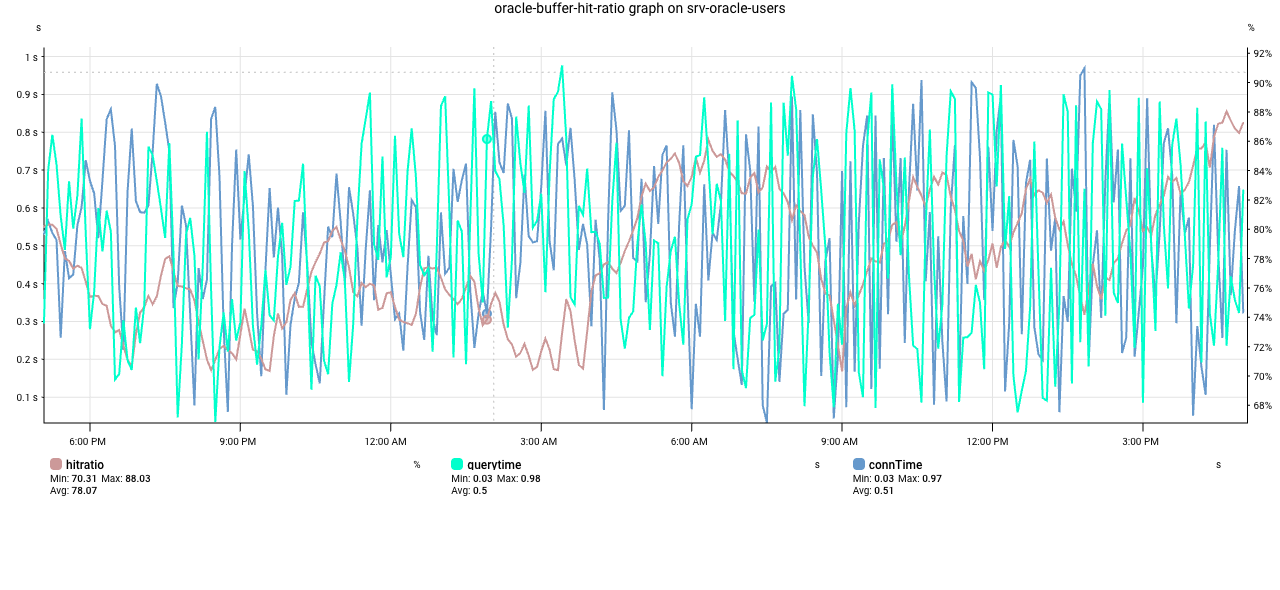 oracle-buffer-hit-ratio graph on srv-oracle-users
s %
1 s 92%
0.9 s 90%
0.8 s 88%
0.7 s 86%
0.6 s 84%
0.5 s 82%
0.4 s 80%
0.3 s 78%
0.2 s 76%
0.1 s 74%
72%
70%
68%
6:00 PM 9:00 PM 12:00 AM 3:00 AM 6:00 AM 9:00 AM 12:00 PM 3:00 PM
hitratio % querytime s connTime s
Min: 70.31 Max: 88.03 Min: 0.03 Max: 0.98 Min: 0.03 Max: 0.97
Avg: 78.07 Avg: 0.5 Avg: 0.51